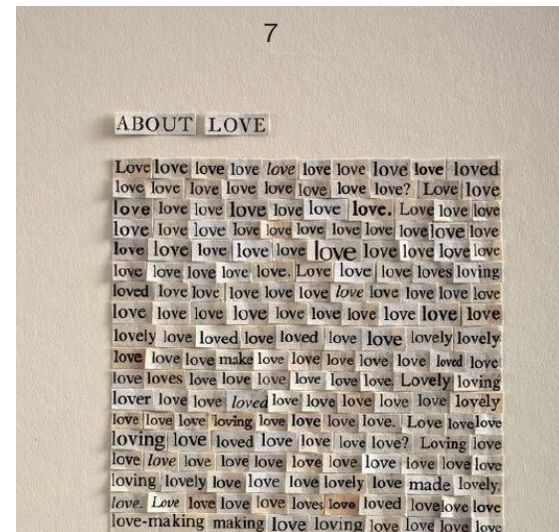 7
ABOUT LOVE
Love love love love love love love love love loved
love love love love love love love love? Love love
love love love love love love love. Love love love
love love love love love love love love love love love
love love love love love love love love love love
love love love love love. Love love love loves loving
loved love love love love love love love love love love
love love love love love love love love love love
lovely love loved love loved love love lovely lovely
love love love make love love love love love loved love
love loves love love love love love love. Lovely loving
lover love love loved love love love love love lovely
love love love loving love love love love. Love love love
loving love loved love love love love? Loving love
love love love love love love love love love love
loving lovely love love love lovely love made lovely,
love. Love love love love loves love loved love love love
love-making making love loving love love love